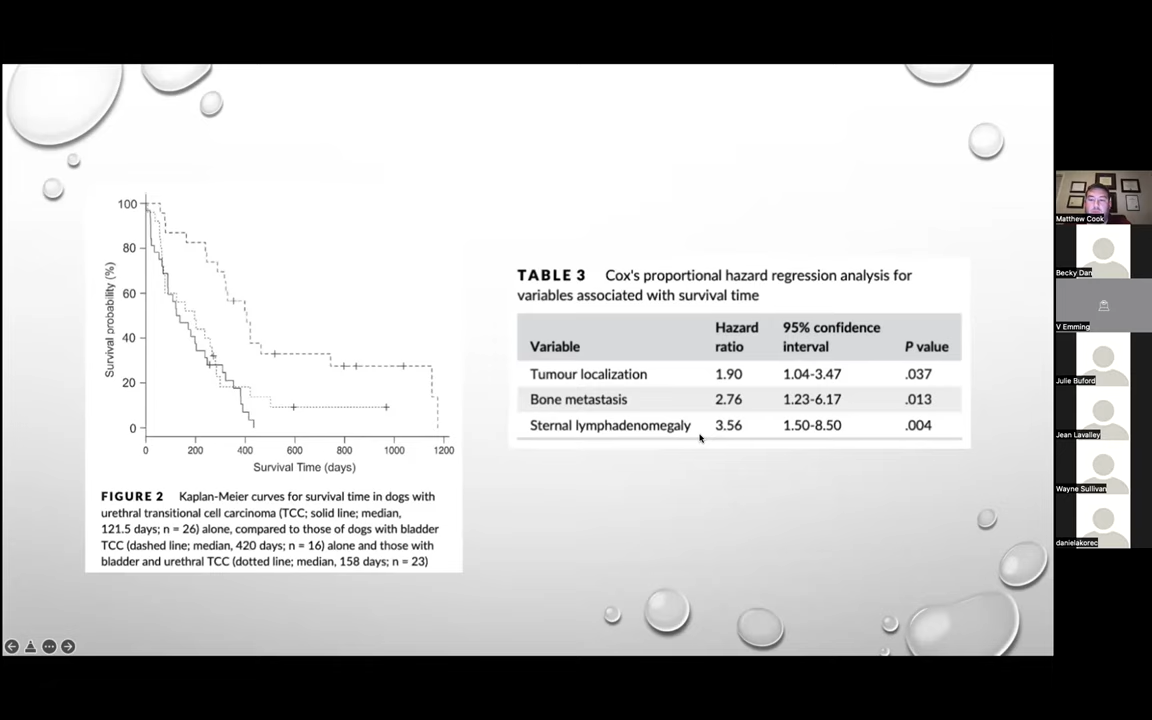 100
80
60
40
20
0
Survival probability (%)
0 200 400 600 800 1000 1200
Survival Time (days)
FIGURE 2 Kaplan-Meier curves for survival time in dogs with
urethral transitional cell carcinoma (TCC; solid line; median,
121.5 days; n = 26) alone, compared to those of dogs with bladder
TCC (dashed line; median, 420 days; n = 16) alone and those with
bladder and urethral TCC (dotted line; median, 158 days; n = 23)
TABLE 3 Cox's proportional hazard regression analysis for
variables associated with survival time
Variable Hazard ratio 95% confidence interval P value
Tumour localization 1.90 1.04-3.47 .037
Bone metastasis 2.76 1.23-6.17 .013
Sternal lymphadenomegaly 3.56 1.50-8.50 .004
Matthew Cook
Becky Dan
V Emming
Julie Buford
Jean Lavalley
Wayne Sullivan
danielakorec